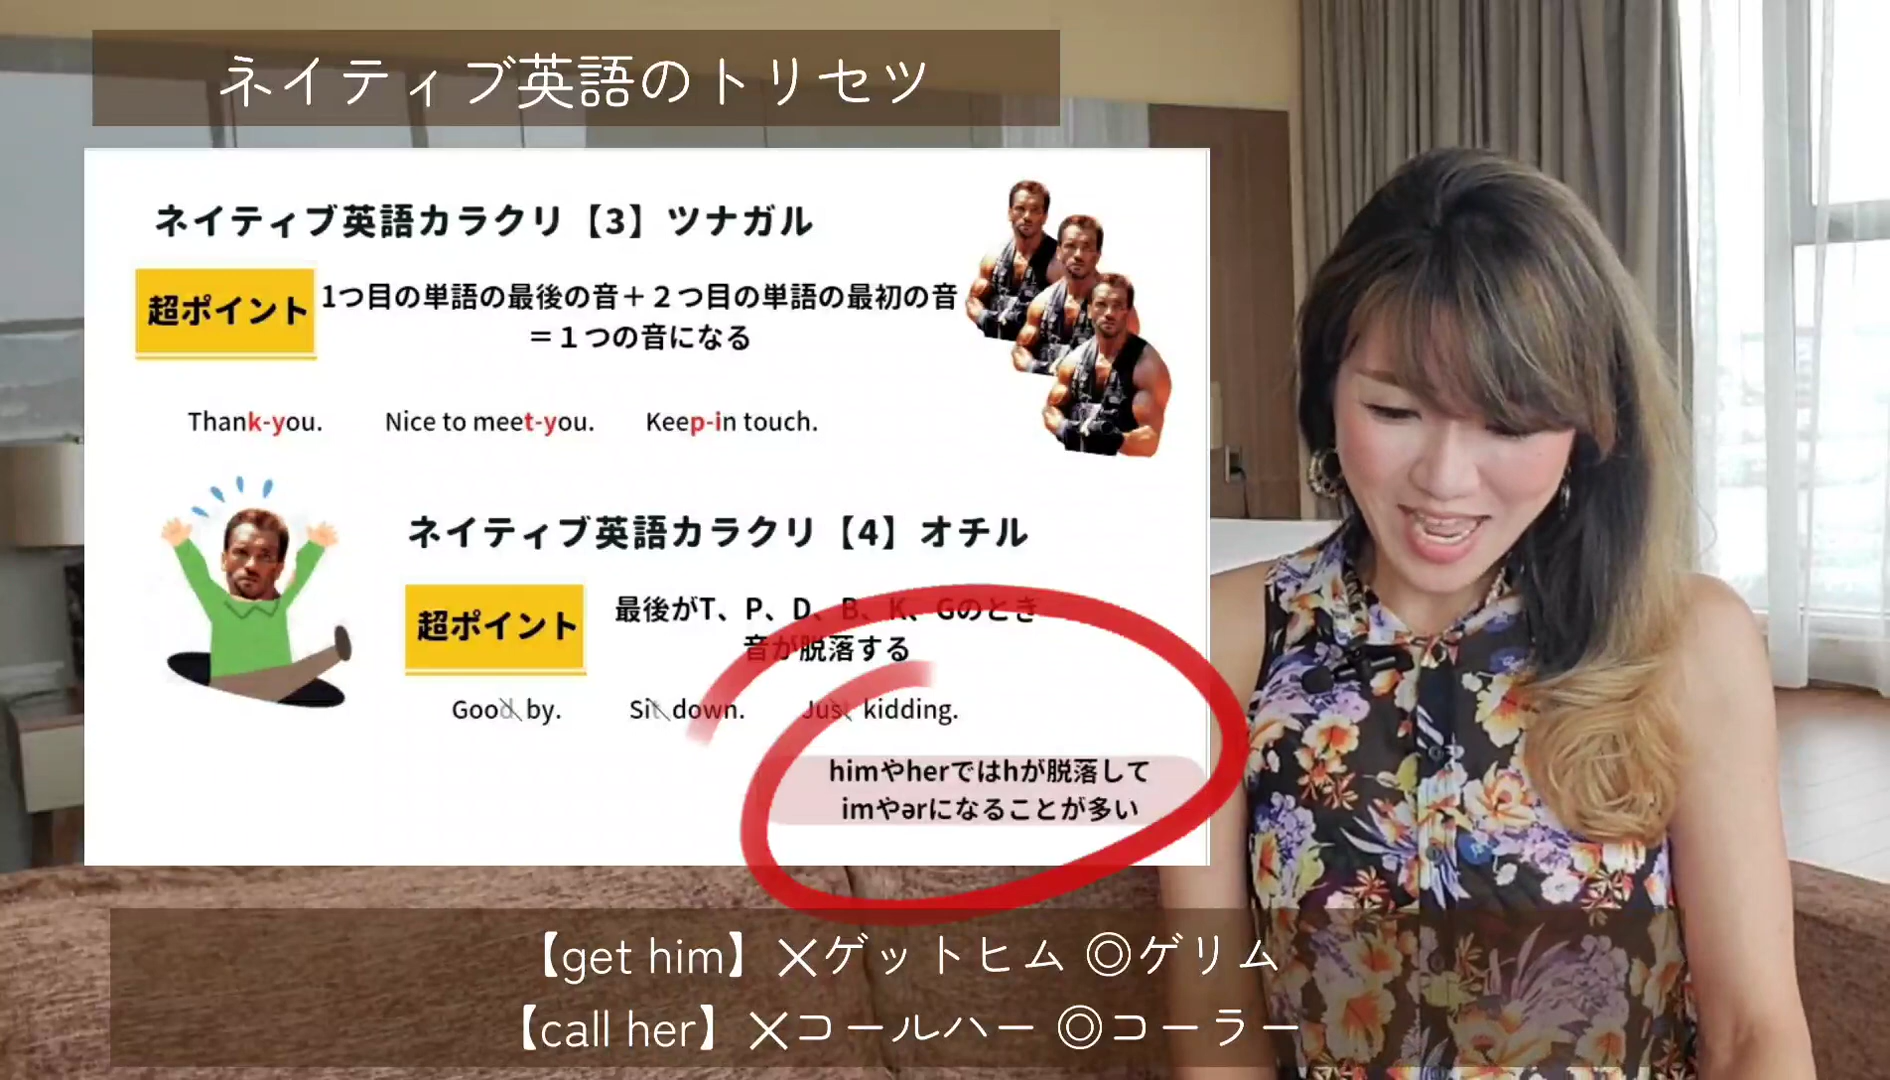 ネイティブ英語のトリセツ
ネイティブ英語カラクリ【3】ツナガル
超ポイント
1つ目の単語の最後の音＋２つ目の単語の最初の音
＝１つの音になる
Thank-you. Nice to meet-you. Keep-in touch.
ネイティブ英語カラクリ【4】オチル
超ポイント
最後がT、P、D、B、K、Gのとき
音が脱落する
Good by. Sit down. Just kidding.
himやherではhが脱落して
imやərになることが多い
【get him】✕ゲットヒム ◎ゲリム
【call her】✕コールハー ◎コーラー